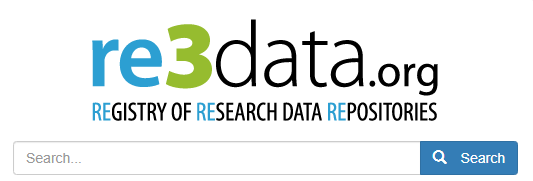 re3data.org
REGISTRY OF RESEARCH DATA REPOSITORIES
Search... Search